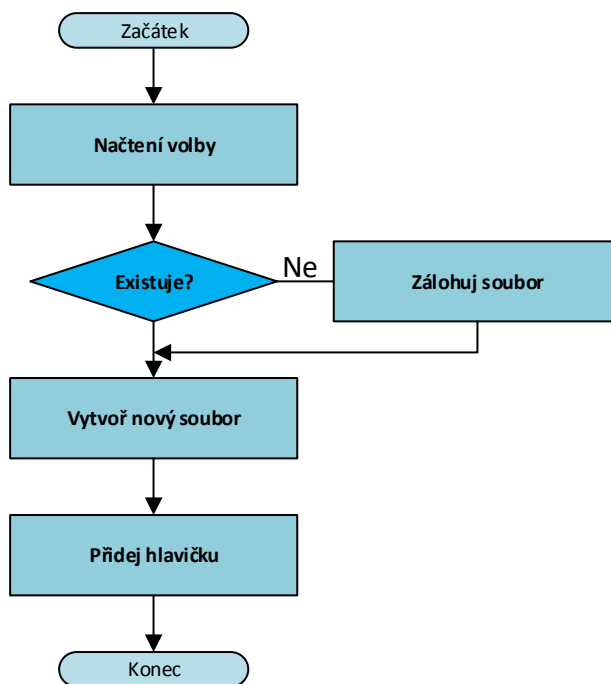 Začátek
Načtení volby
Existuje?
Ne
Zálohuj soubor
Vytvoř nový soubor
Přidej hlavičku
Konec